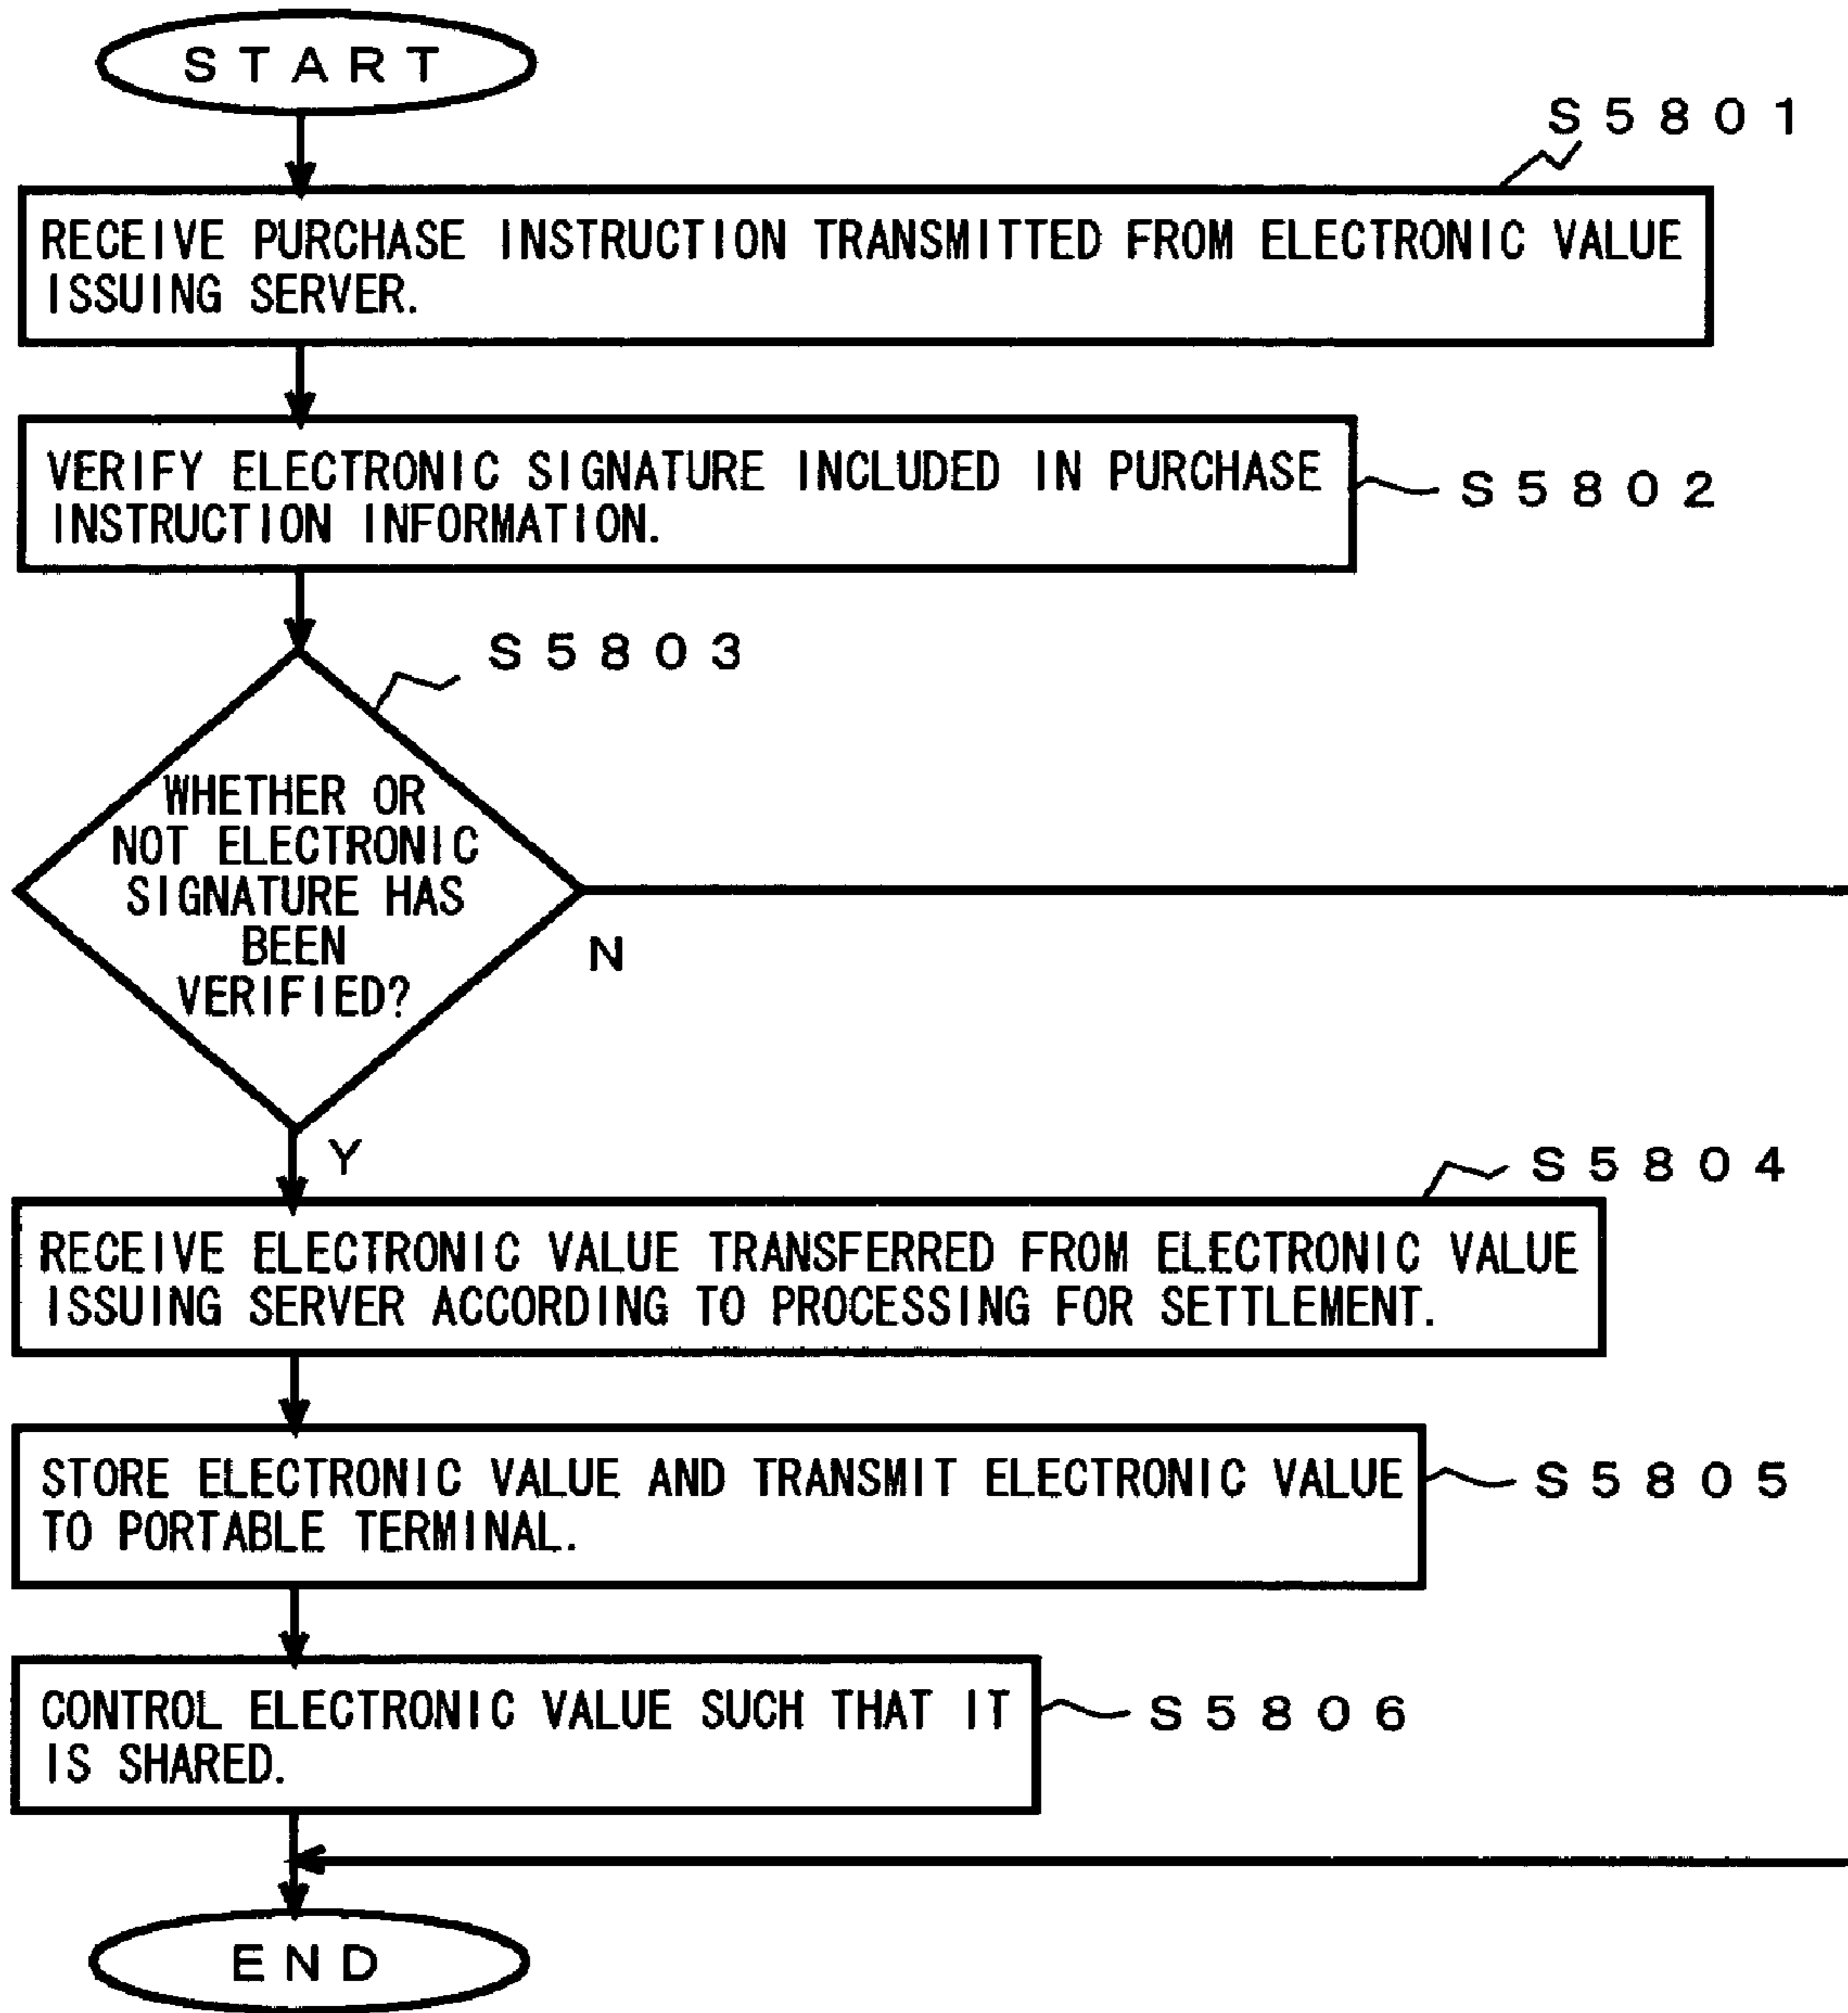 START
S5801
RECEIVE PURCHASE INSTRUCTION TRANSMITTED FROM ELECTRONIC VALUE
ISSUING SERVER.
VERIFY ELECTRONIC SIGNATURE INCLUDED IN PURCHASE
INSTRUCTION INFORMATION.
S5802
S5803
WHETHER OR
NOT ELECTRONIC
SIGNATURE HAS
BEEN
VERIFIED?
N
Y
S5804
RECEIVE ELECTRONIC VALUE TRANSFERRED FROM ELECTRONIC VALUE
ISSUING SERVER ACCORDING TO PROCESSING FOR SETTLEMENT.
STORE ELECTRONIC VALUE AND TRANSMIT ELECTRONIC VALUE
TO PORTABLE TERMINAL.
S5805
CONTROL ELECTRONIC VALUE SUCH THAT IT
IS SHARED.
S5806
END